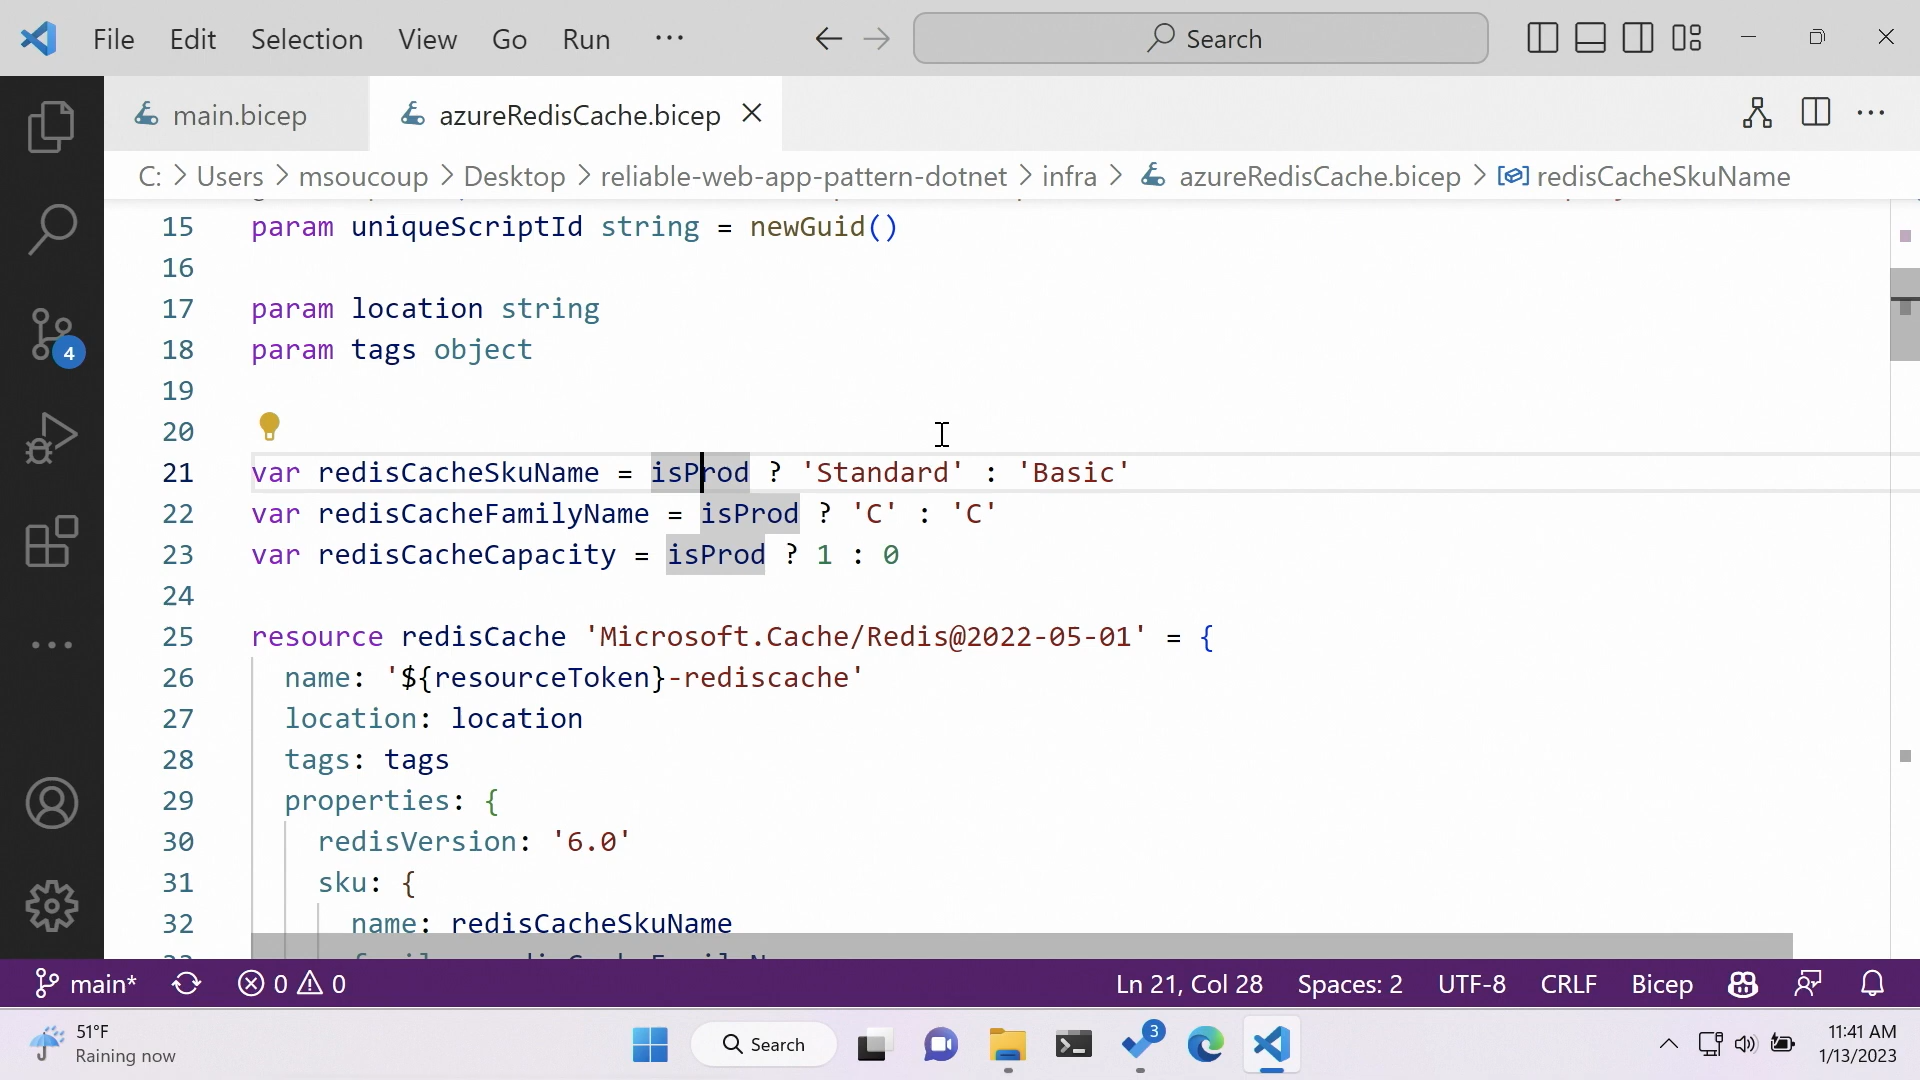 File Edit Selection View Go Run ··· Search
main.bicep azureRedisCache.bicep
C: > Users > msoucoup > Desktop > reliable-web-app-pattern-dotnet > infra > azureRedisCache.bicep > redisCacheSkuName
15 param uniqueScriptId string = newGuid()
16
17 param location string
18 param tags object
19
20
21 var redisCacheSkuName = isProd ? 'Standard' : 'Basic'
22 var redisCacheFamilyName = isProd ? 'C' : 'C'
23 var redisCacheCapacity = isProd ? 1 : 0
24
25 resource redisCache 'Microsoft.Cache/Redis@2022-05-01' = {
26 name: '${resourceToken}-rediscache'
27 location: location
28 tags: tags
29 properties: {
30 redisVersion: '6.0'
31 sku: {
32 name: redisCacheSkuName
4
main* 0 0 Ln 21, Col 28 Spaces: 2 UTF-8 CRLF Bicep
51°F
Raining now
Search
3
11:41 AM
1/13/2023